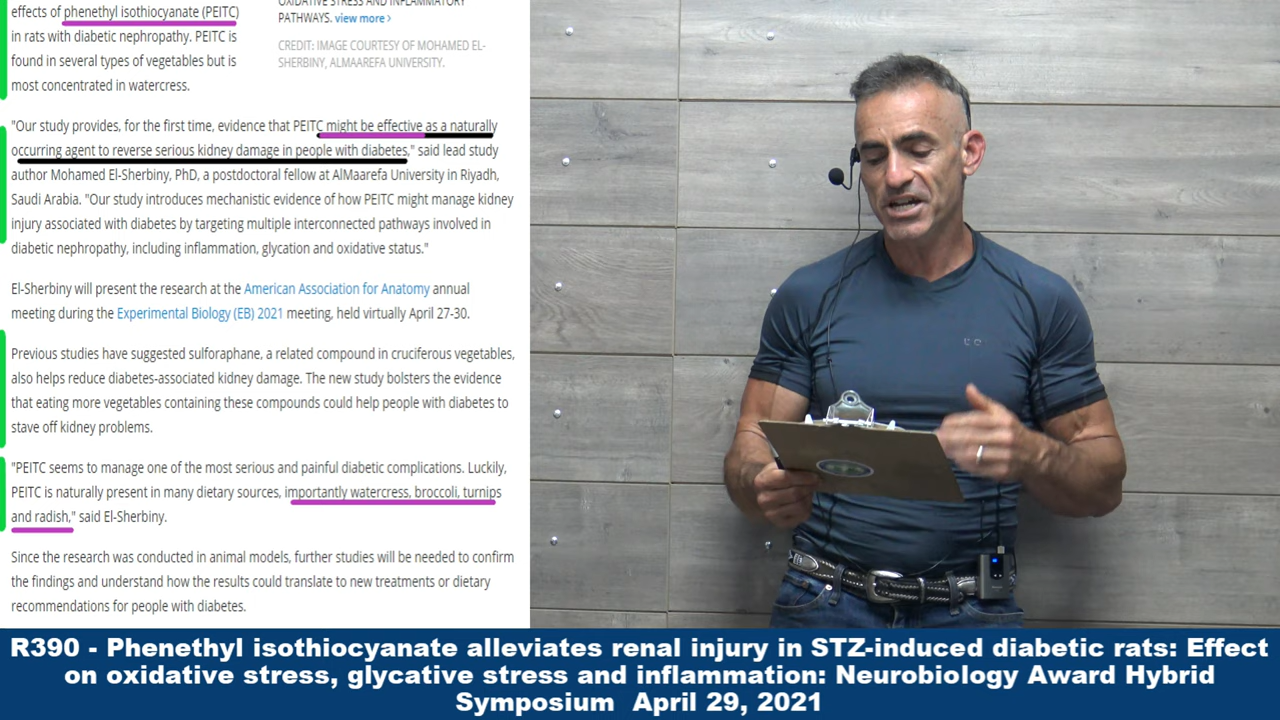 effects of phenethyl isothiocyanate (PEITC)
in rats with diabetic nephropathy. PEITC is
found in several types of vegetables but is
most concentrated in watercress.
OXIDATIVE STRESS AND INFLAMMATORY
PATHWAYS. view more >
CREDIT: IMAGE COURTESY OF MOHAMED EL-
SHERBINY, ALMAAREFA UNIVERSITY.
"Our study provides, for the first time, evidence that PEITC might be effective as a naturally
occurring agent to reverse serious kidney damage in people with diabetes," said lead study
author Mohamed El-Sherbiny, PhD, a postdoctoral fellow at AlMaarefa University in Riyadh,
Saudi Arabia. "Our study introduces mechanistic evidence of how PEITC might manage kidney
injury associated with diabetes by targeting multiple interconnected pathways involved in
diabetic nephropathy, including inflammation, glycation and oxidative status."
El-Sherbiny will present the research at the American Association for Anatomy annual
meeting during the Experimental Biology (EB) 2021 meeting, held virtually April 27-30.
Previous studies have suggested sulforaphane, a related compound in cruciferous vegetables,
also helps reduce diabetes-associated kidney damage. The new study bolsters the evidence
that eating more vegetables containing these compounds could help people with diabetes to
stave off kidney problems.
"PEITC seems to manage one of the most serious and painful diabetic complications. Luckily,
PEITC is naturally present in many dietary sources, importantly watercress, broccoli, turnips
and radish," said El-Sherbiny.
Since the research was conducted in animal models, further studies will be needed to confirm
the findings and understand how the results could translate to new treatments or dietary
recommendations for people with diabetes.
R390 - Phenethyl isothiocyanate alleviates renal injury in STZ-induced diabetic rats: Effect
on oxidative stress, glycative stress and inflammation: Neurobiology Award Hybrid
Symposium April 29, 2021